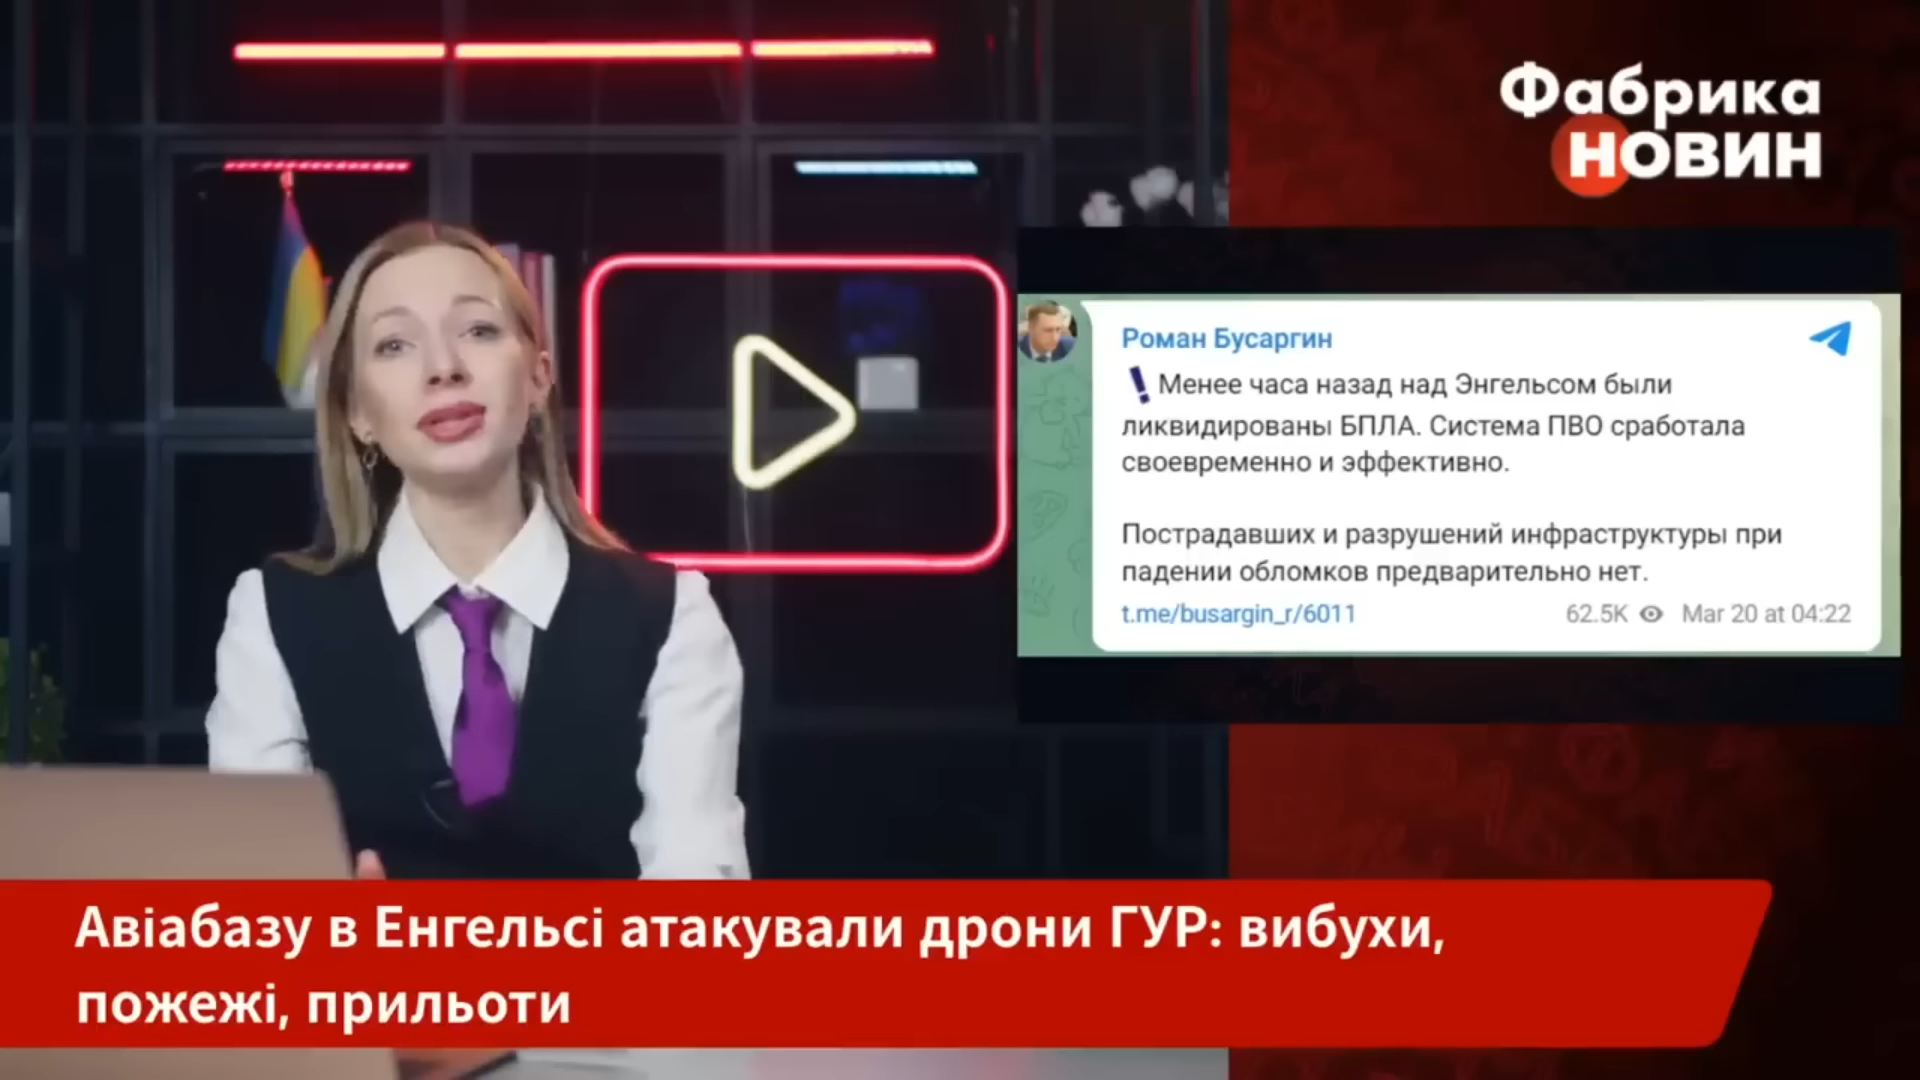 Фабрика
новин
Роман Бусаргин
❗Менее часа назад над Энгельсом были
ликвидированы БПЛА. Система ПВО сработала
своевременно и эффективно.
Пострадавших и разрушений инфраструктуры при
падении обломков предварительно нет.
t.me/busargin_r/6011 62.5K Mar 20 at 04:22
Авіабазу в Енгельсі атакували дрони ГУР: вибухи,
пожежі, прильоти